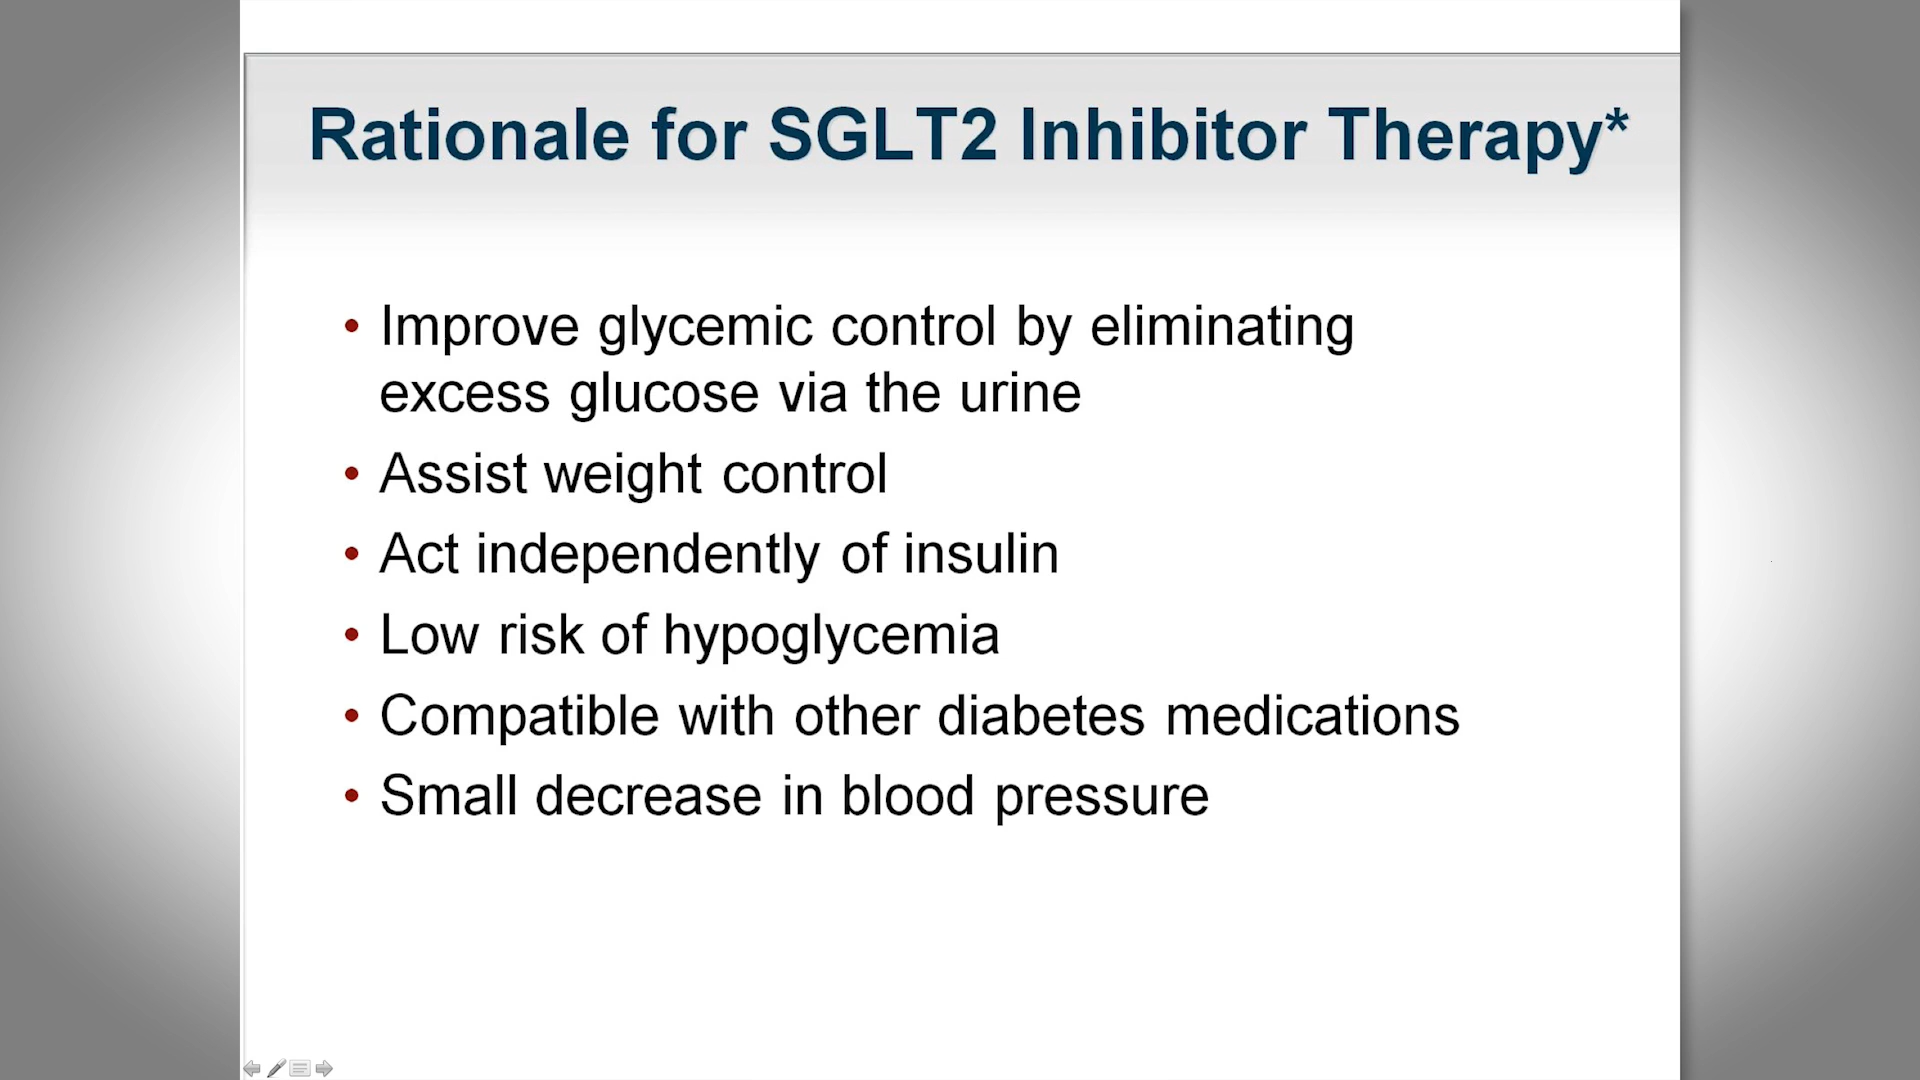 Rationale for SGLT2 Inhibitor Therapy*
• Improve glycemic control by eliminating
excess glucose via the urine
• Assist weight control
• Act independently of insulin
• Low risk of hypoglycemia
• Compatible with other diabetes medications
• Small decrease in blood pressure